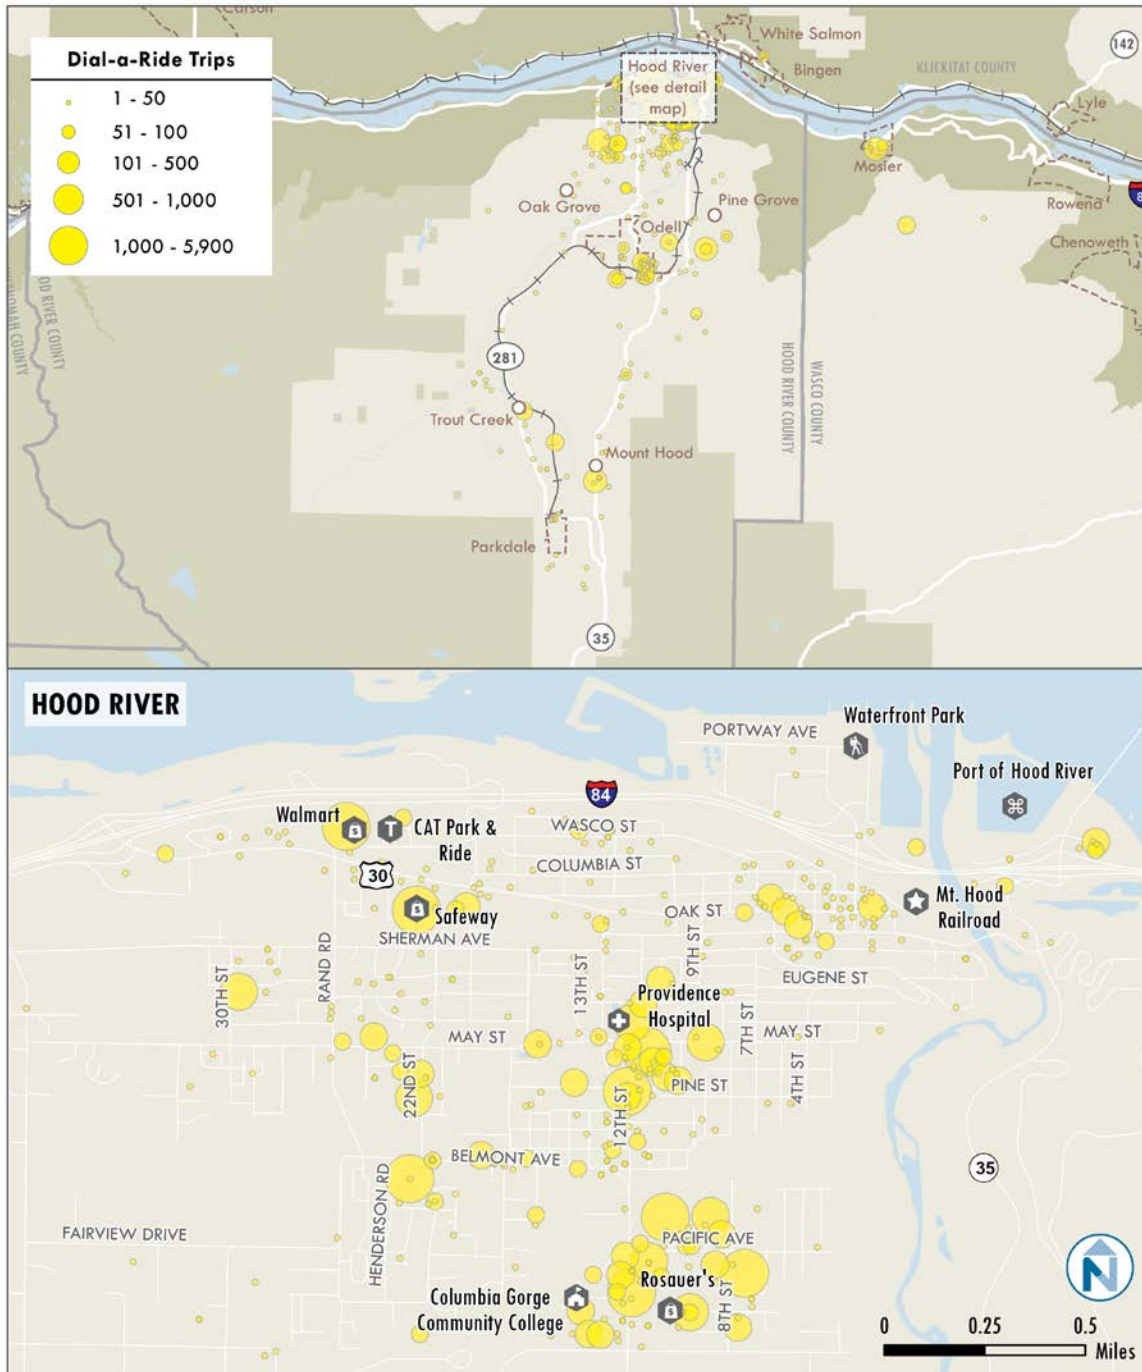 Carson
Dial-a-Ride Trips
1 - 50
51 - 100
101 - 500
501 - 1,000
1,000 - 5,900
White Salmon
Bingen
142
KLICKITAT COUNTY
Hood River
(see detail
map)
Lyle
Mosier
Oak Grove
Pine Grove
Rowena
Odell
Chenoweth
HOOD RIVER COUNTY
WASCO COUNTY
281
Trout Creek
Mount Hood
Parkdale
35
HOOD RIVER
PORTWAY AVE
Waterfront Park
Port of Hood River
84
Walmart
T
CAT Park &
Ride
WASCO ST
COLUMBIA ST
30
Safeway
OAK ST
Mt. Hood
Railroad
SHERMAN AVE
RAND RD
30TH ST
13TH ST
9TH ST
EUGENE ST
Providence
Hospital
MAY ST
7TH ST
MAY ST
22ND ST
PINE ST
4TH ST
12TH ST
BELMONT AVE
HENDERSON RD
35
FAIRVIEW DRIVE
PACIFIC AVE
Rosauer's
8TH ST
Columbia Gorge
Community College
N
0 0.25 0.5
Miles